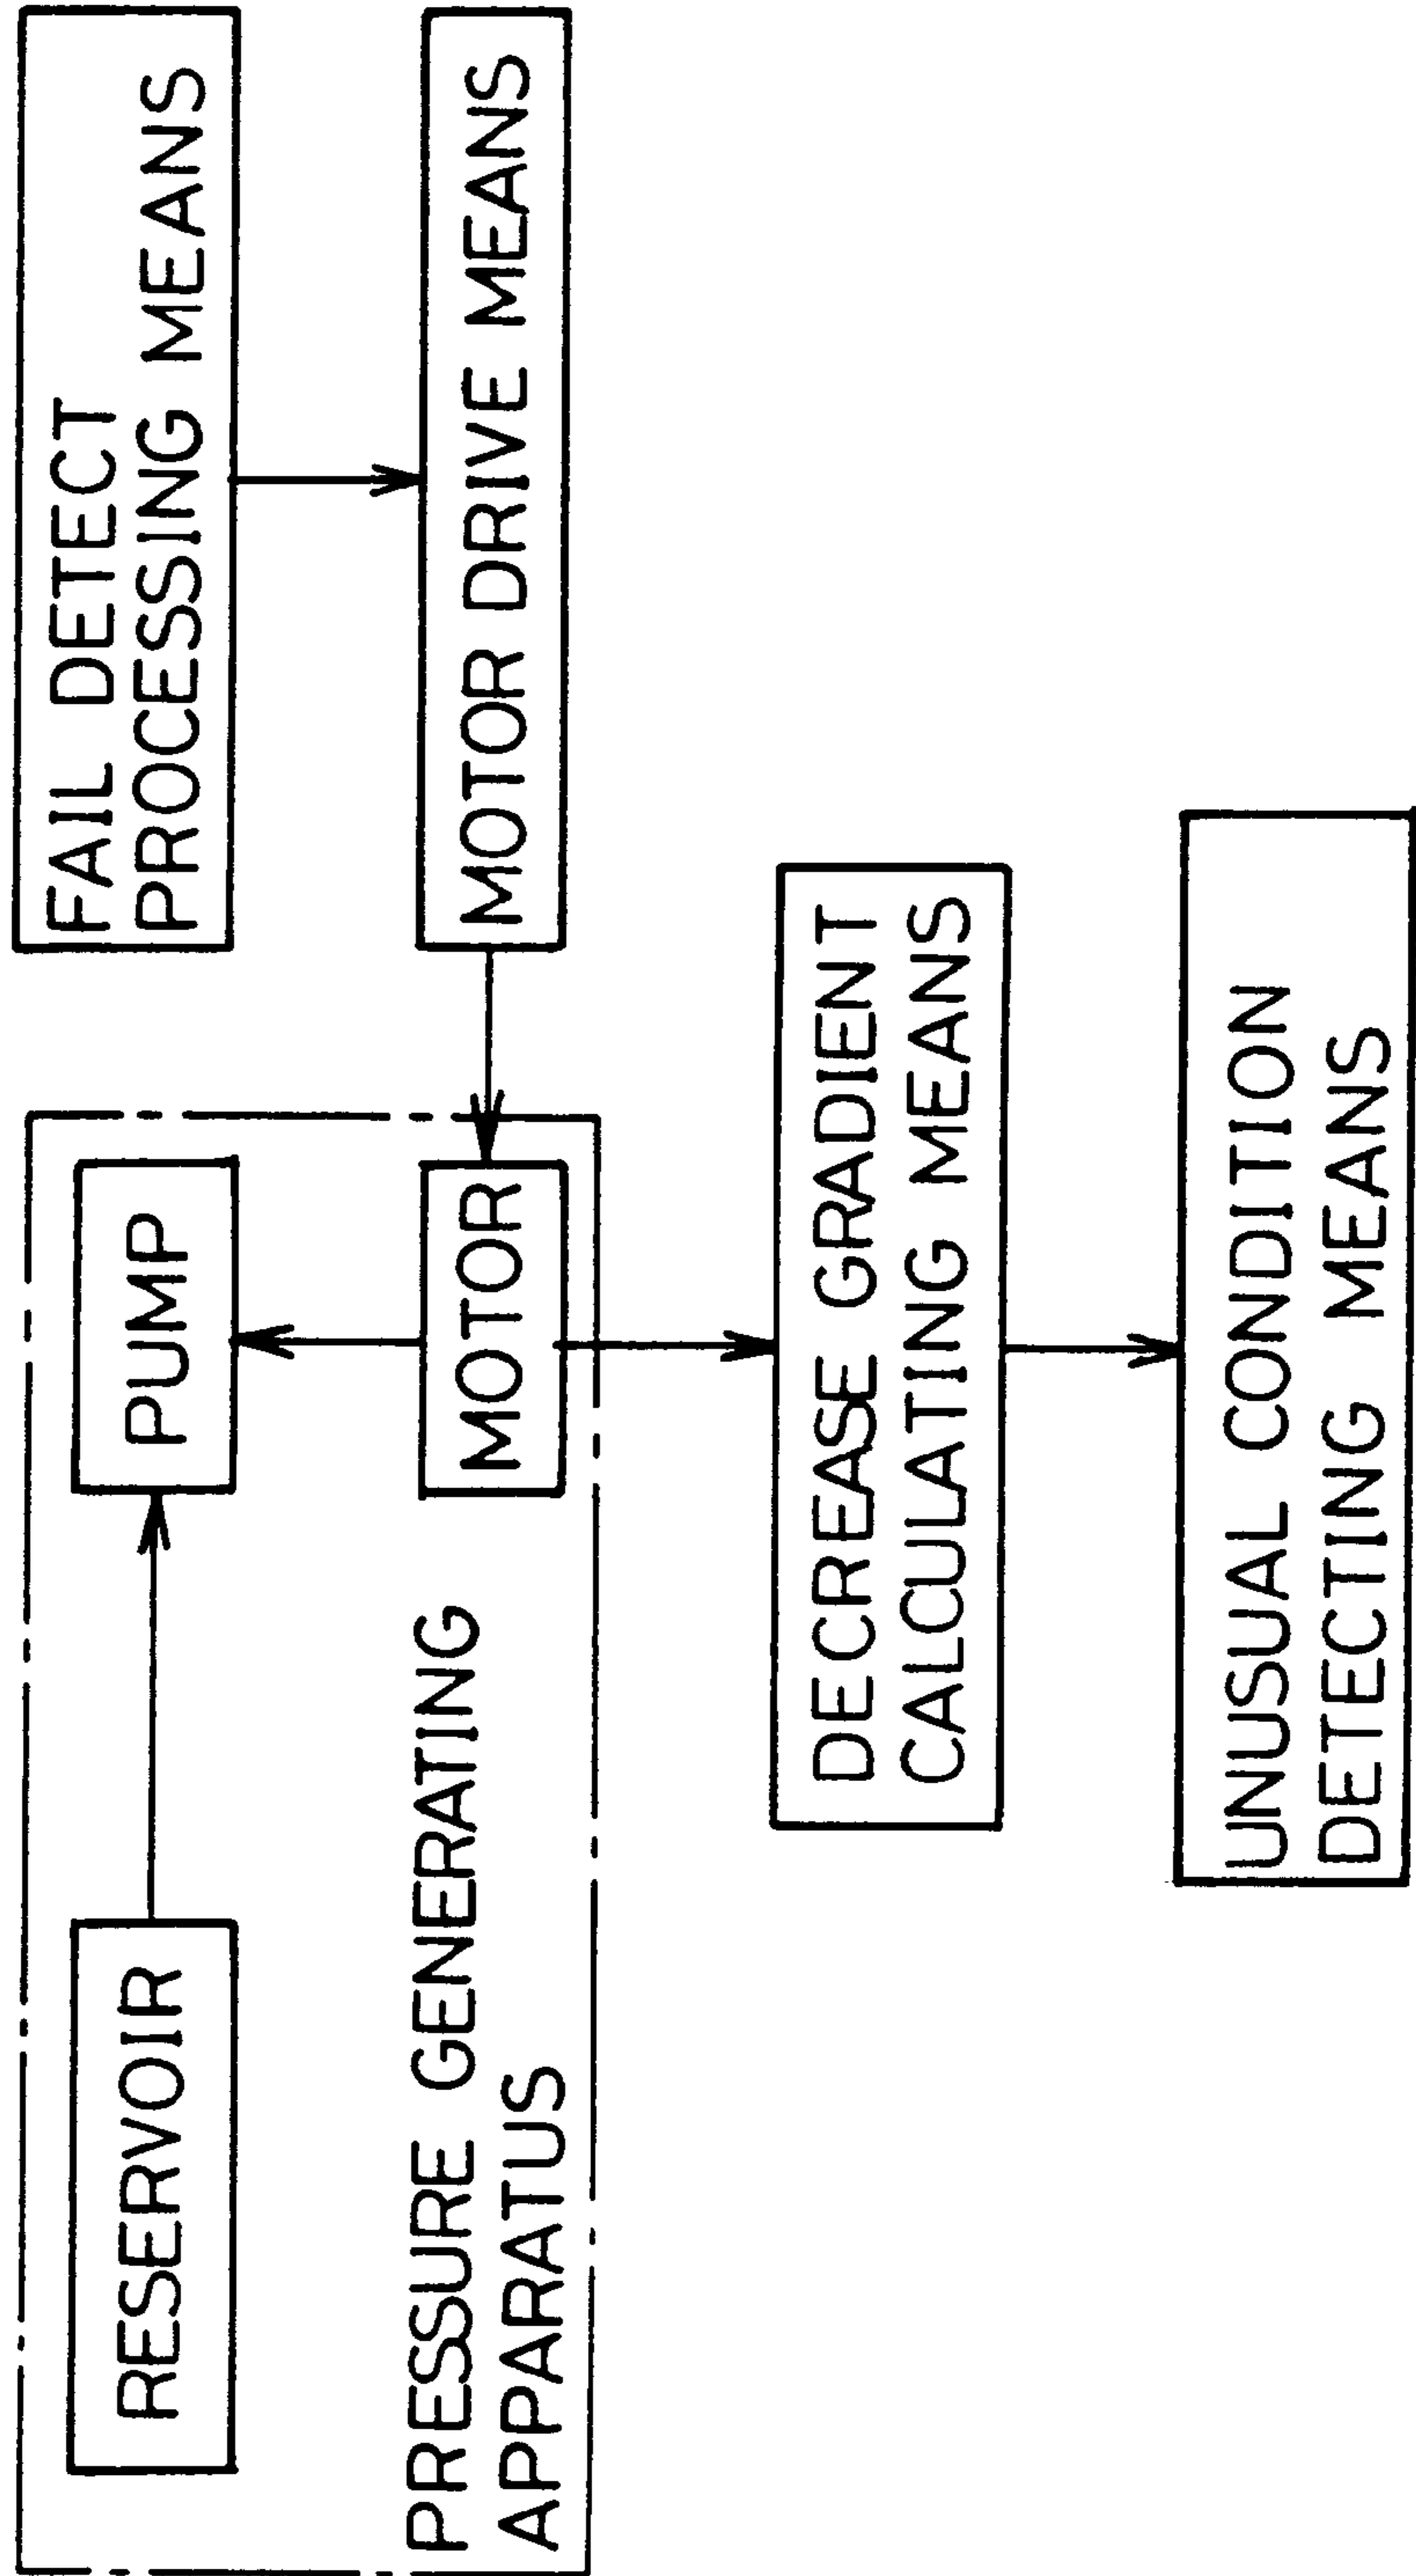 RESERVOIR
PUMP
FAIL DETECT
PROCESSING MEANS
PRESSURE GENERATING
APPARATUS
MOTOR
MOTOR DRIVE MEANS
DECREASE GRADIENT
CALCULATING MEANS
UNUSUAL CONDITION
DETECTING MEANS